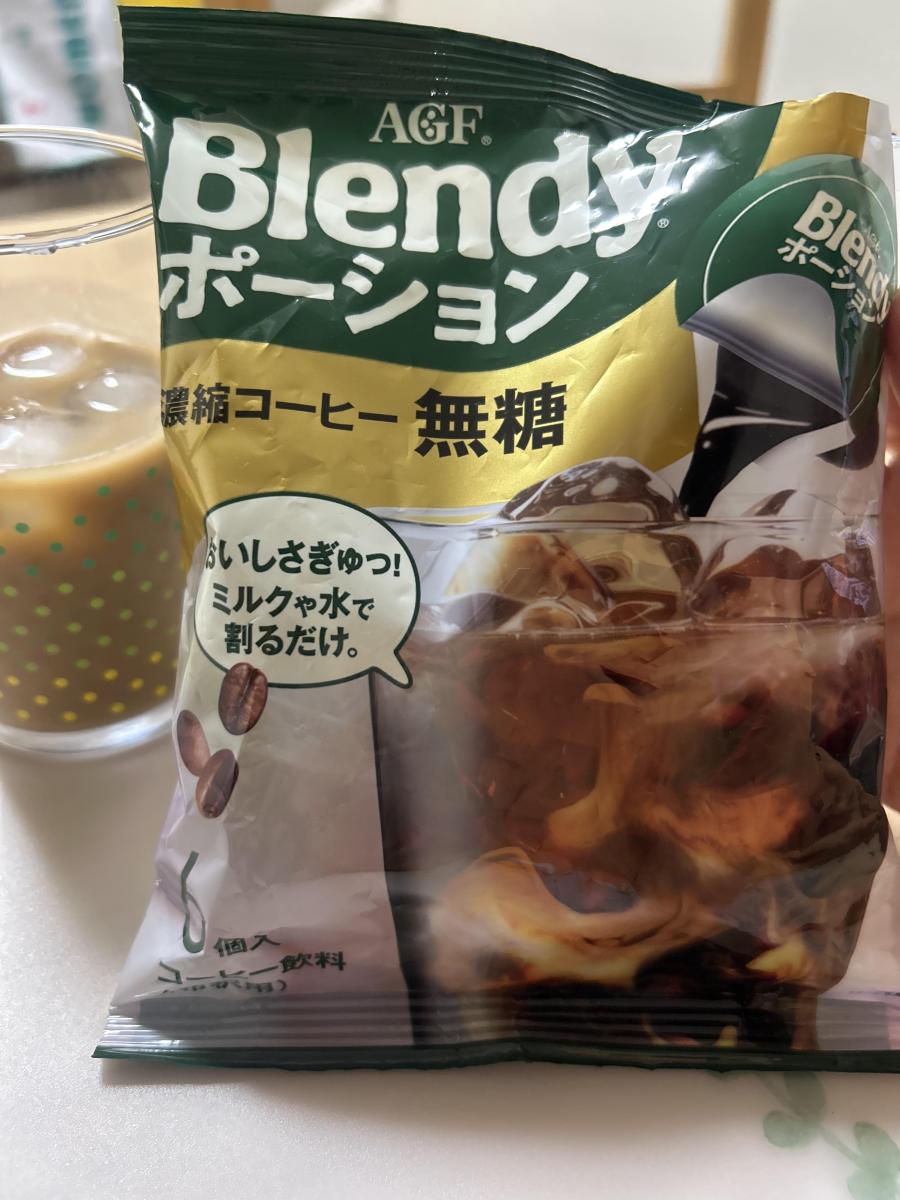 AGF®
Blendy®
ポーション
Blendy
ポーション
濃縮コーヒー 無糖
おいしさぎゅっ!
ミルクや水で
割るだけ。
6個入
コーヒー飲料